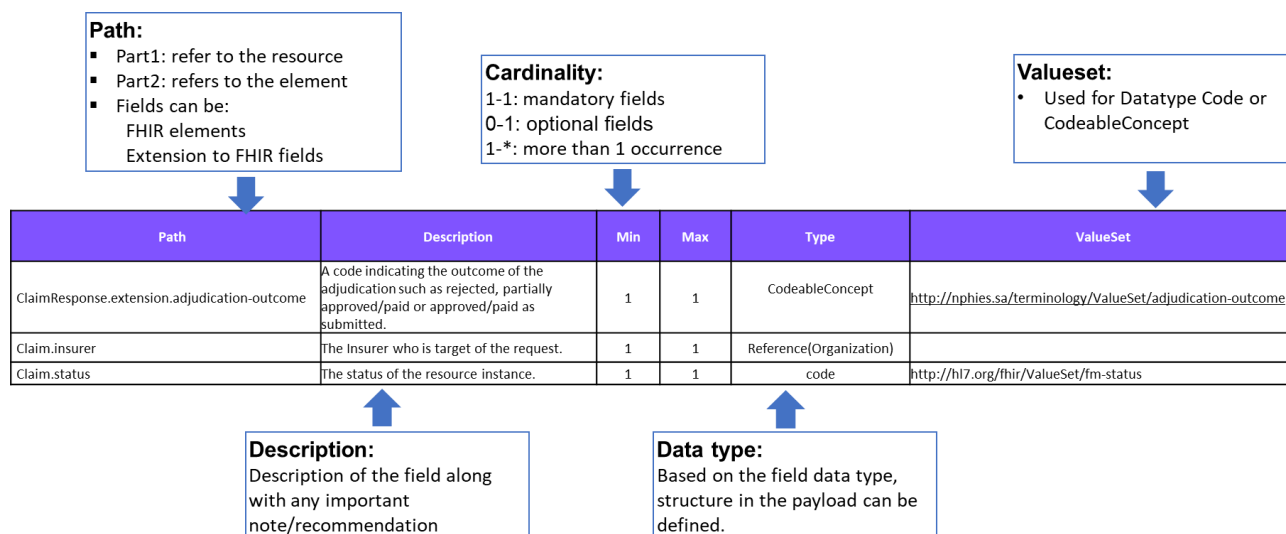 Path:
▪ Part1: refer to the resource
▪ Part2: refers to the element
▪ Fields can be:
FHIR elements
Extension to FHIR fields
Cardinality:
1-1: mandatory fields
0-1: optional fields
1-*: more than 1 occurrence
Valueset:
• Used for Datatype Code or
CodeableConcept
Path Description Min Max Type ValueSet
ClaimResponse.extension.adjudication-outcome
A code indicating the outcome of the
adjudication such as rejected, partially
approved/paid or approved/paid as
submitted.
1 1 CodeableConcept http://nphies.sa/terminology/ValueSet/adjudication-outcome
Claim.insurer The Insurer who is target of the request. 1 1 Reference(Organization)
Claim.status The status of the resource instance. 1 1 code http://hl7.org/fhir/ValueSet/fm-status
Description:
Description of the field along
with any important
note/recommendation
Data type:
Based on the field data type,
structure in the payload can be
defined.